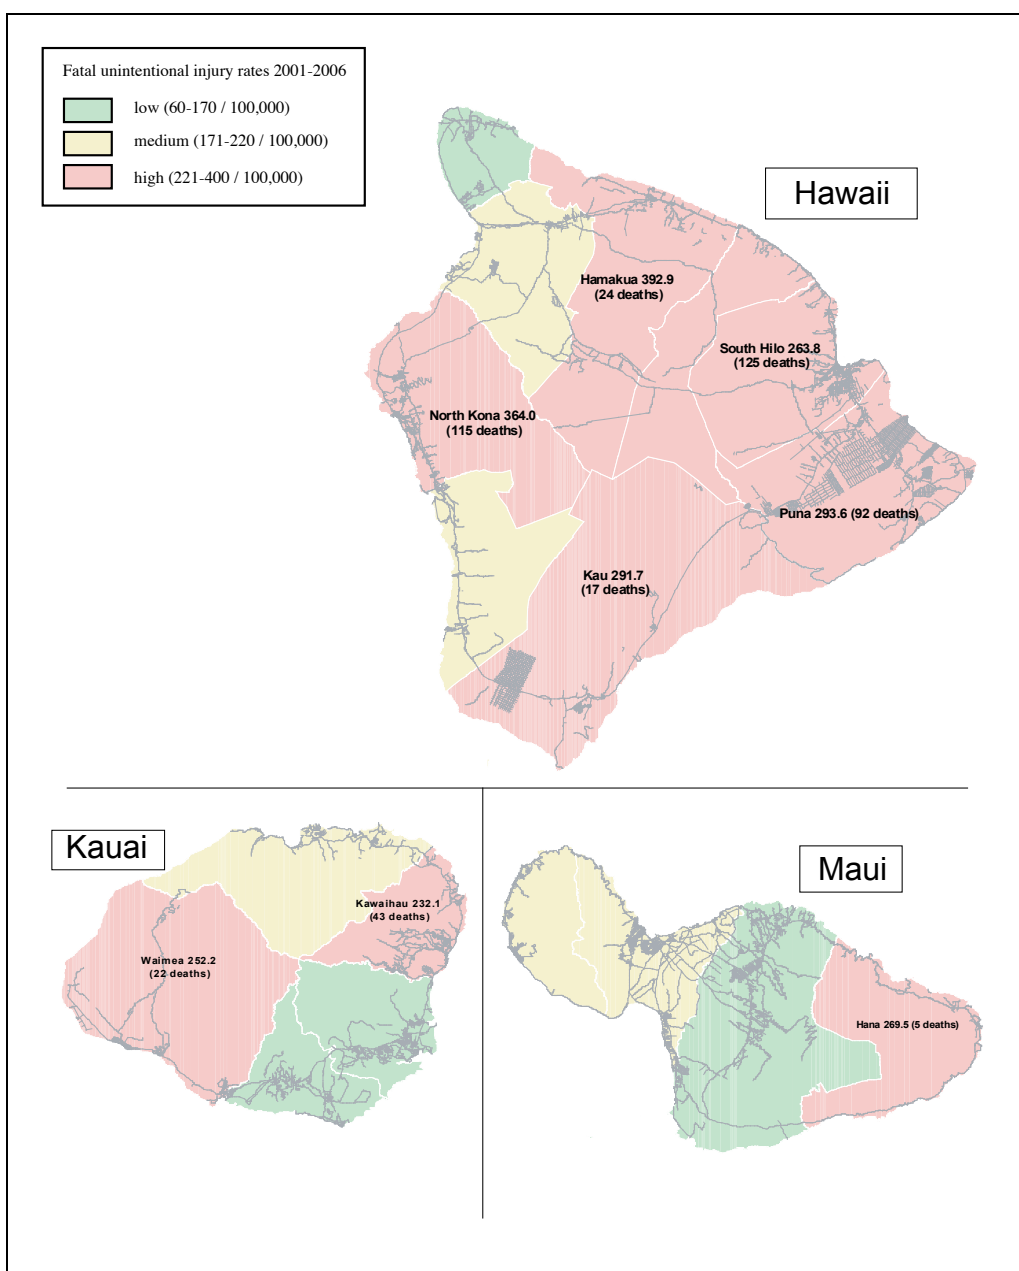 Fatal unintentional injury rates 2001-2006
low (60-170 / 100,000)
medium (171-220 / 100,000)
high (221-400 / 100,000)
Hawaii
Hamakua 392.9
(24 deaths)
South Hilo 263.8
(125 deaths)
North Kona 364.0
(115 deaths)
Puna 293.6 (92 deaths)
Kau 291.7
(17 deaths)
Kauai
Kawaihau 232.1
(43 deaths)
Waimea 252.2
(22 deaths)
Maui
Hana 269.5 (5 deaths)